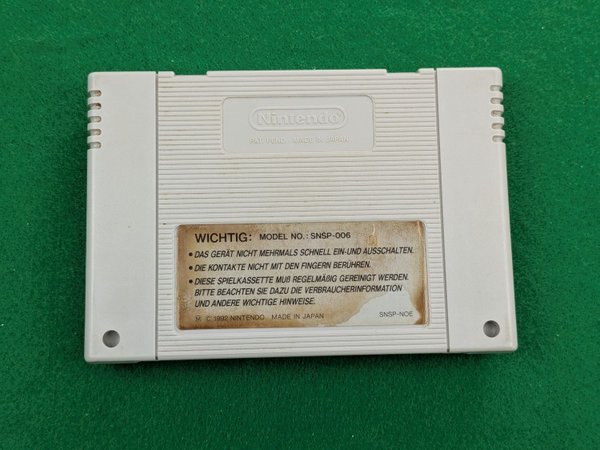 Nintendo
PAT. PEND. MADE IN JAPAN
WICHTIG: MODEL NO.: SNSP-006
• DAS GERÄT NICHT MEHRMALS SCHNELL EIN-UND AUSSCHALTEN.
• DIE KONTAKTE NICHT MIT DEN FINGERN BERÜHREN.
• DIESE SPIELKASSETTE MUß REGELMÄßIG GEREINIGT WERDEN.
BITTE BEACHTEN SIE DAZU DIE VERBRAUCHERINFORMATION
UND ANDERE WICHTIGE HINWEISE.
M C 1992 NINTENDO MADE IN JAPAN SNSP-NOE